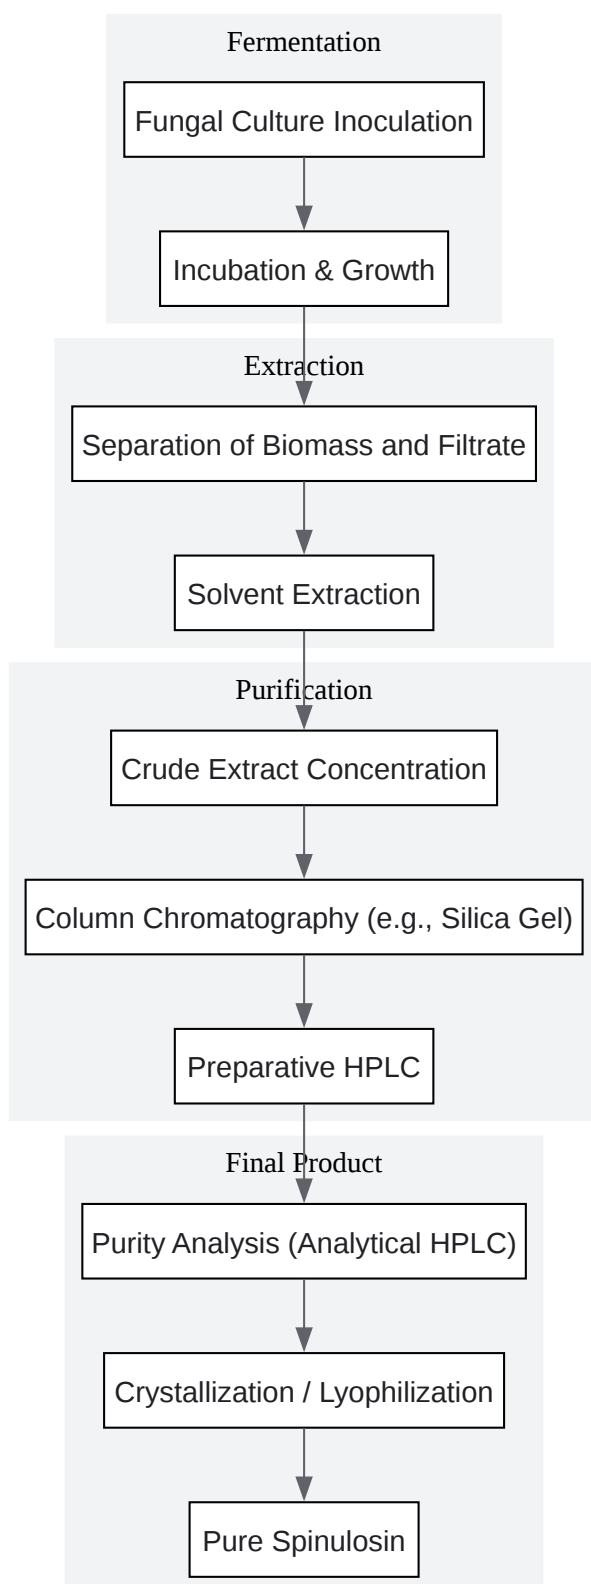 Fermentation
Fungal Culture Inoculation
Incubation & Growth
Extraction
Separation of Biomass and Filtrate
Solvent Extraction
Purification
Crude Extract Concentration
Column Chromatography (e.g., Silica Gel)
Preparative HPLC
Final Product
Purity Analysis (Analytical HPLC)
Crystallization / Lyophilization
Pure Spinulosin